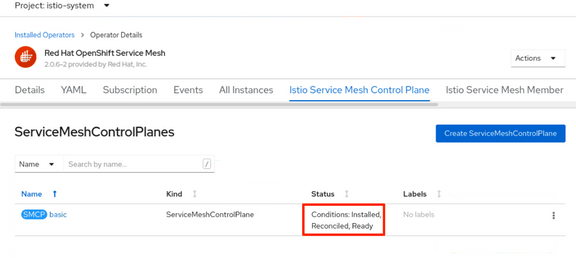 Project: istio-system
Installed Operators > Operator Details
Red Hat OpenShift Service Mesh
2.0.6-2 provided by Red Hat, Inc.
Actions
Details YAML Subscription Events All Instances Istio Service Mesh Control Plane Istio Service Mesh Member
ServiceMeshControlPlanes
Create ServiceMeshControlPlane
Name Search by name... /
Name Kind Status Labels
SMCP basic ServiceMeshControlPlane Conditions: Installed, No labels
Reconciled, Ready